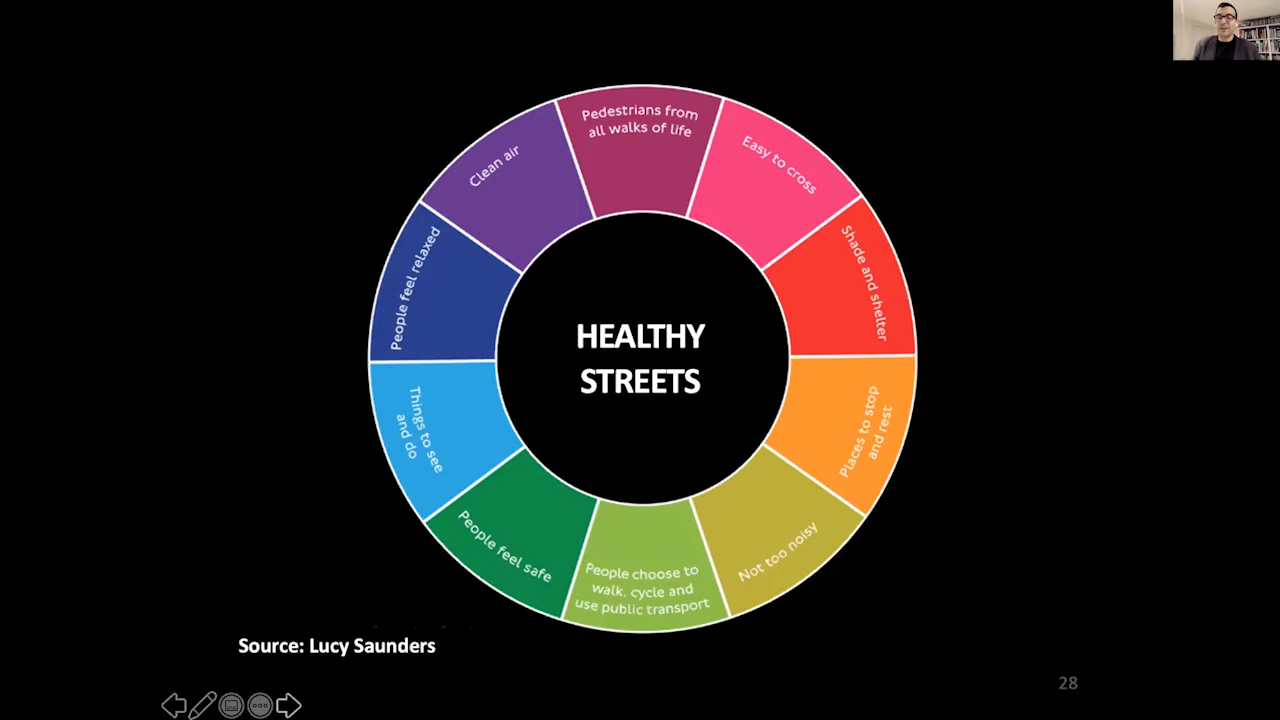 Pedestrians from
all walks of life
Easy to cross
Shade and shelter
Places to stop
and rest
Not too noisy
People choose to
walk, cycle and
use public transport
People feel safe
Things to see
and do
People feel relaxed
Clean air
HEALTHY
STREETS
Source: Lucy Saunders
28